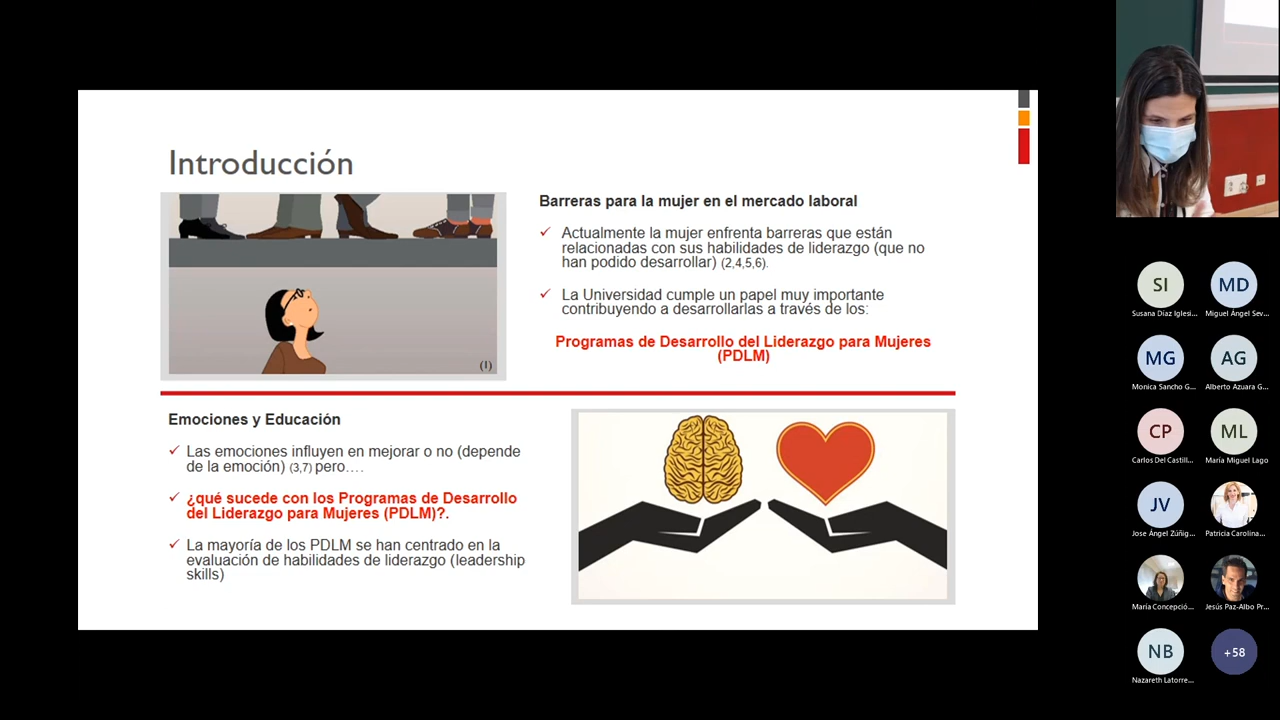 Introducción
(1)
Barreras para la mujer en el mercado laboral
Actualmente la mujer enfrenta barreras que están
relacionadas con sus habilidades de liderazgo (que no
han podido desarrollar) (2,4,5,6).
La Universidad cumple un papel muy importante
contribuyendo a desarrollarlas a través de los:
Programas de Desarrollo del Liderazgo para Mujeres
(PDLM)
Emociones y Educación
Las emociones influyen en mejorar o no (depende
de la emoción) (3,7) pero….
¿qué sucede con los Programas de Desarrollo
del Liderazgo para Mujeres (PDLM)?.
La mayoría de los PDLM se han centrado en la
evaluación de habilidades de liderazgo (leadership
skills)
SI
MD
Susana Díaz Iglesi...
Miguel Ángel Sev...
MG
AG
Monica Sancho G...
Alberto Azuara G...
CP
ML
Carlos Del Castill...
María Miguel Lago
JV
José Ángel Zúñig...
Patricia Carolina...
María Concepció...
Jesús Paz-Albo Pr...
NB
+58
Nazareth Latorre...